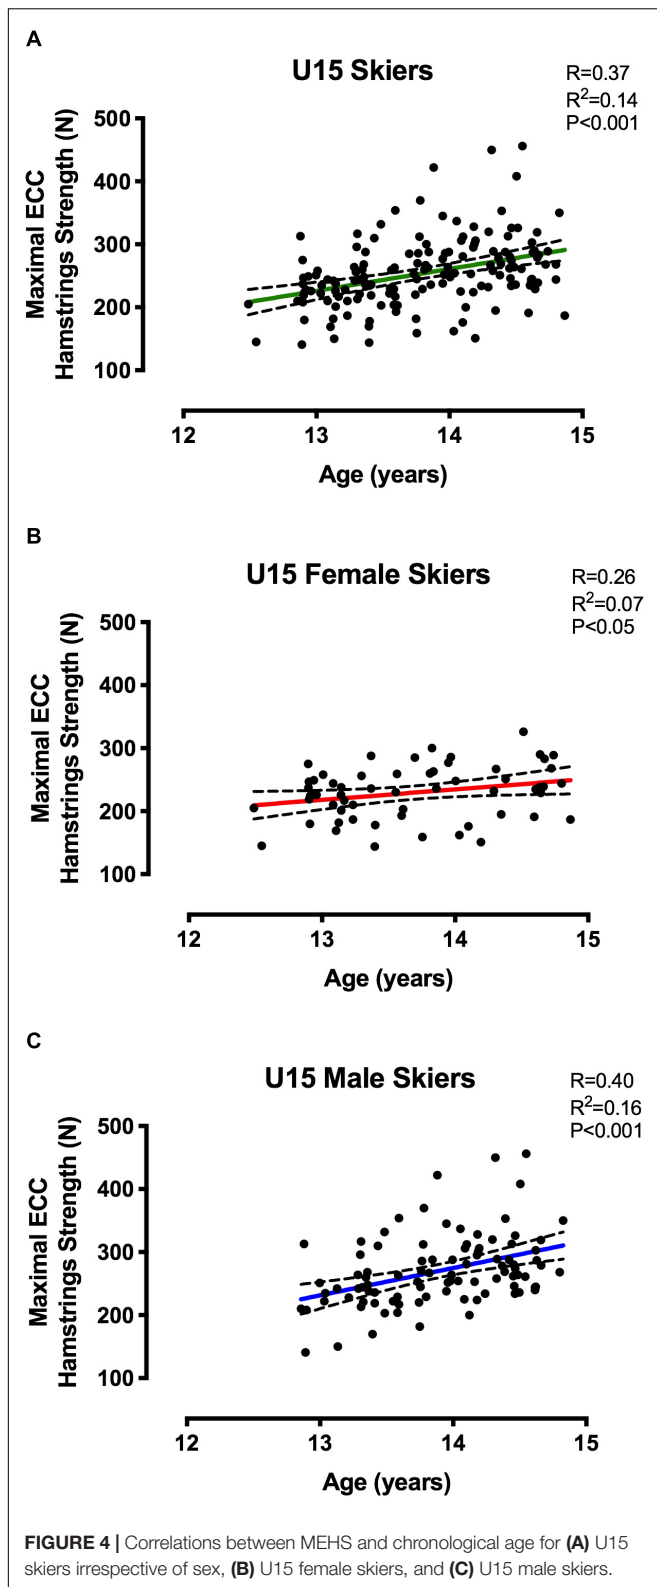 A
U15 Skiers
R=0.37
R²=0.14
P<0.001
Maximal ECC
Hamstrings Strength (N)
500
400
300
200
100
12 13 14 15
Age (years)
B
U15 Female Skiers
R=0.26
R²=0.07
P<0.05
Maximal ECC
Hamstrings Strength (N)
500
400
300
200
100
12 13 14 15
Age (years)
C
U15 Male Skiers
R=0.40
R²=0.16
P<0.001
Maximal ECC
Hamstrings Strength (N)
500
400
300
200
100
12 13 14 15
Age (years)
FIGURE 4 | Correlations between MEHS and chronological age for (A) U15
skiers irrespective of sex, (B) U15 female skiers, and (C) U15 male skiers.